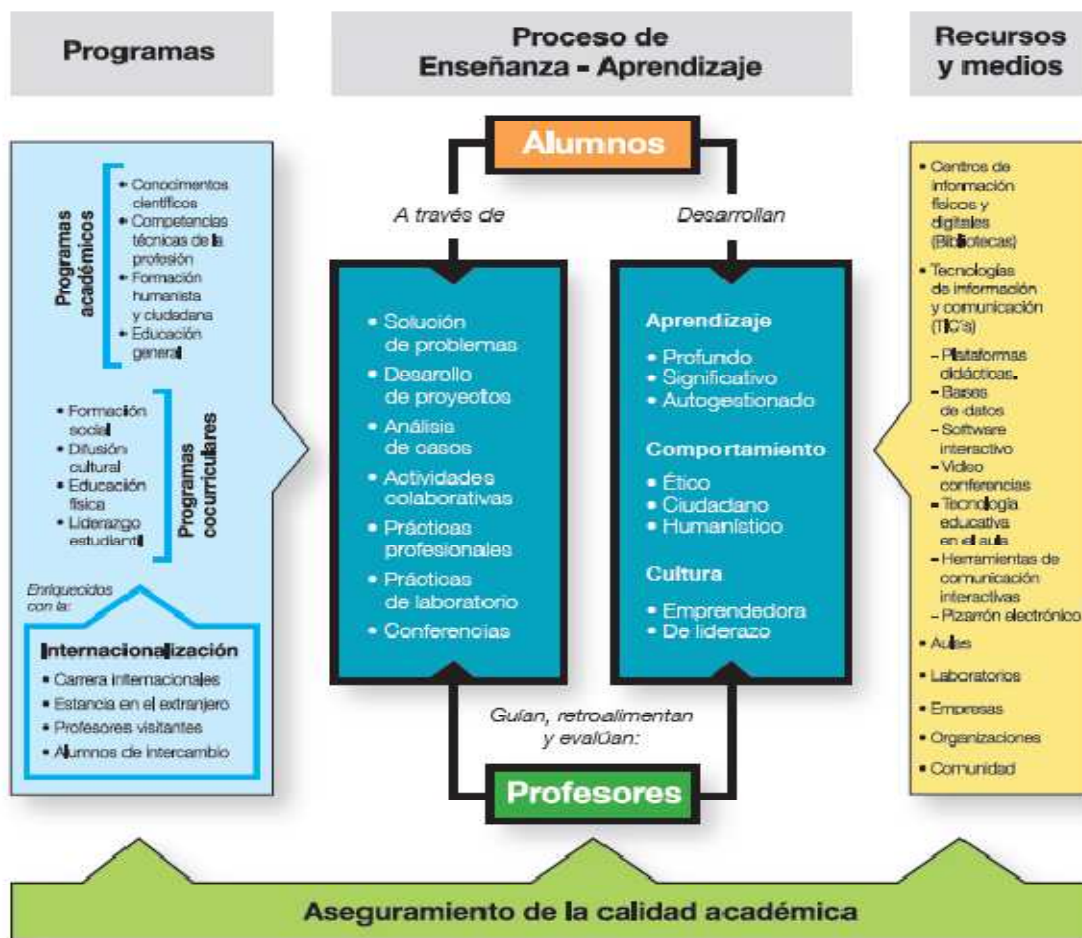 Programas
Proceso de
Enseñanza - Aprendizaje
Recursos
y medios
Programas
académicos
• Conocimentos
científicos
• Competencias
técnicas de la
profesión
• Formación
humanista
y ciudadana
• Educación
general
• Formación
social
• Difusión
cultural
• Educación
física
• Liderazgo
estudiantil
Programas
cocurriculares
Enriquecidos
con la:
Internacionalización
• Carrera internacionales
• Estancia en el extranjero
• Profesores visitantes
• Alumnos de intercambio
Alumnos
A través de
Desarrollan
• Solución
de problemas
• Desarollo
de proyectos
• Análisis
de casos
• Actividades
colaborativas
• Prácticas
profesionales
• Prácticas
de laboratorio
• Conferencias
Aprendizaje
• Profundo
• Significativo
• Autogestionado
Comportamiento
• Ético
• Ciudadano
• Humanístico
Cultura
• Emprendedora
• De liderazo
Guían, retroalimentan
y evalúan:
Profesores
• Centros de
información
físicos y
digitales
(Bibliotecas)
• Tecnologías
de información
y comunicación
(TIC's)
– Plataformas
didácticas.
– Bases
de datos
– Software
interactivo
– Video
conferencias
– Tecnología
educativa
en el aula
– Herramientas de
comunicación
interactivas
– Pizarrón electrónico
• Aulas
• Laboratorios
• Empresas
• Organizaciones
• Comunidad
Aseguramiento de la calidad académica